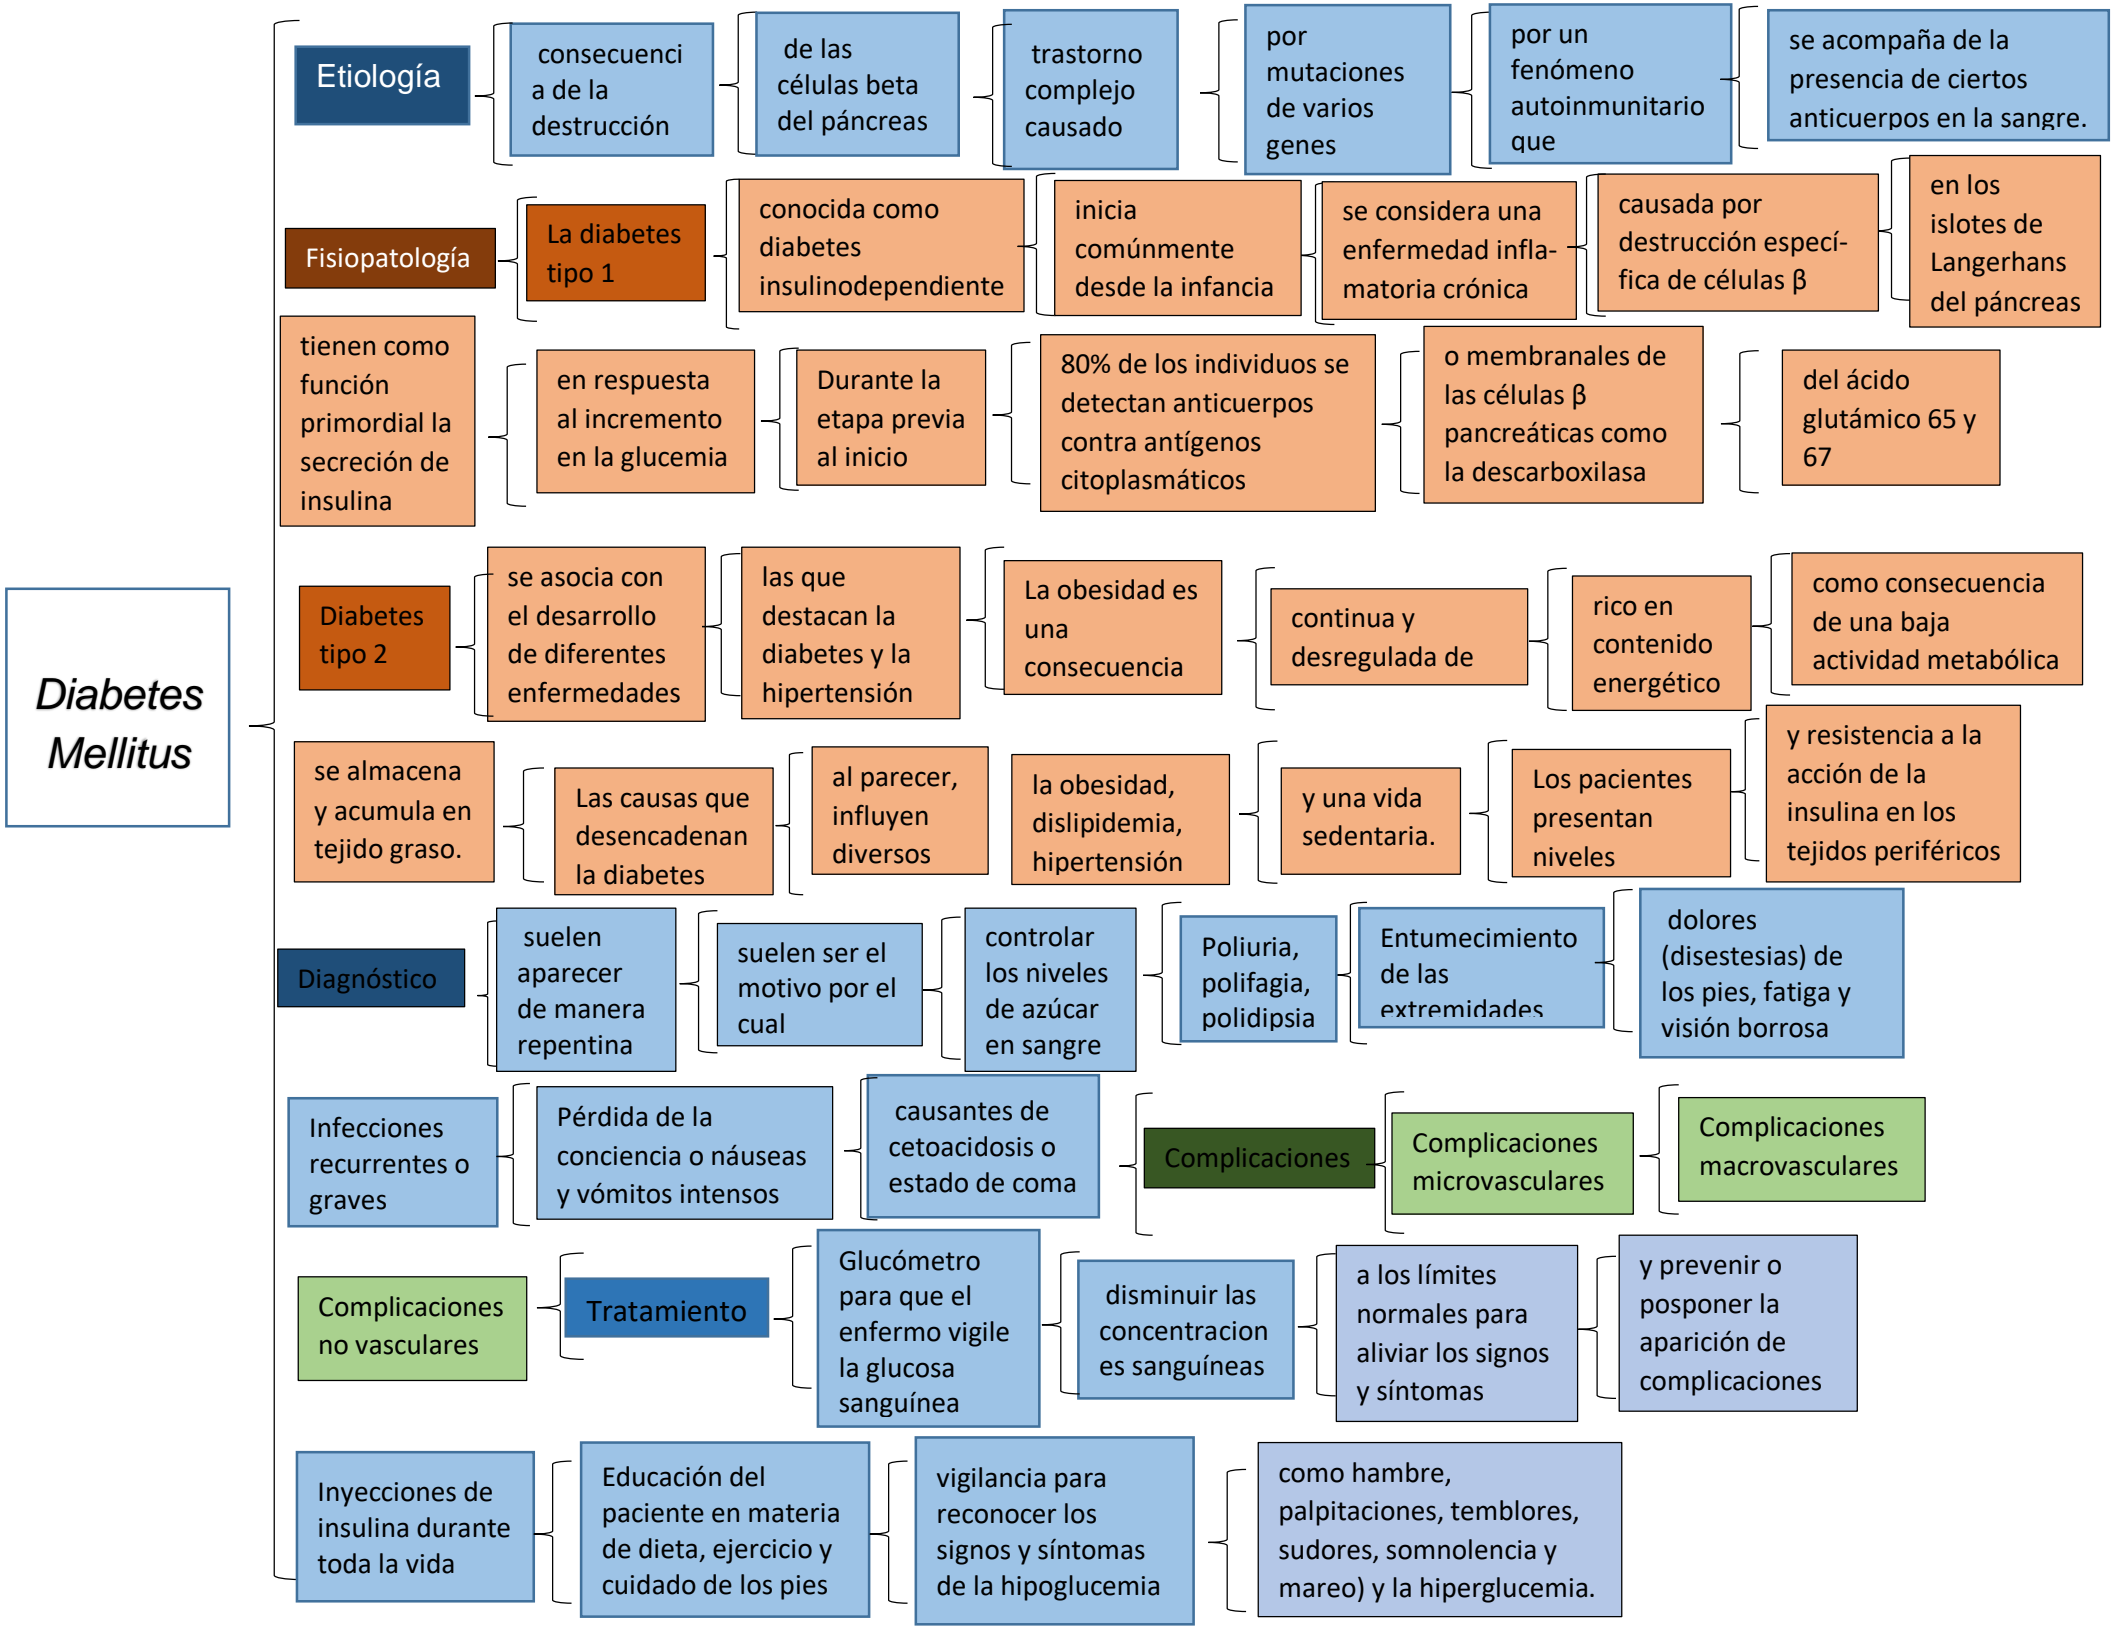 Diabetes
Mellitus
Etiología
consecuenci
a de la
destrucción
de las
células beta
del páncreas
trastorno
complejo
causado
por
mutaciones
de varios
genes
por un
fenómeno
autoinmunitario
que
se acompaña de la
presencia de ciertos
anticuerpos en la sangre.
Fisiopatología
La diabetes
tipo 1
conocida como
diabetes
insulinodependiente
inicia
comúnmente
desde la infancia
se considera una
enfermedad infla-
matoria crónica
causada por
destrucción especí-
fica de células β
en los
islotes de
Langerhans
del páncreas
tienen como
función
primordial la
secreción de
insulina
en respuesta
al incremento
en la glucemia
Durante la
etapa previa
al inicio
80% de los individuos se
detectan anticuerpos
contra antígenos
citoplasmáticos
o membranales de
las células β
pancreáticas como
la descarboxilasa
del ácido
glutámico 65 y
67
Diabetes
tipo 2
se asocia con
el desarrollo
de diferentes
enfermedades
las que
destacan la
diabetes y la
hipertensión
La obesidad es
una
consecuencia
continua y
desregulada de
rico en
contenido
energético
como consecuencia
de una baja
actividad metabólica
se almacena
y acumula en
tejido graso.
Las causas que
desencadenan
la diabetes
al parecer,
influyen
diversos
la obesidad,
dislipidemia,
hipertensión
y una vida
sedentaria.
Los pacientes
presentan
niveles
y resistencia a la
acción de la
insulina en los
tejidos periféricos
Diagnóstico
suelen
aparecer
de manera
repentina
suelen ser el
motivo por el
cual
controlar
los niveles
de azúcar
en sangre
Poliuria,
polifagia,
polidipsia
Entumecimiento
de las
extremidades
dolores
(disestesias) de
los pies, fatiga y
visión borrosa
Infecciones
recurrentes o
graves
Pérdida de la
conciencia o náuseas
y vómitos intensos
causantes de
cetoacidosis o
estado de coma
Complicaciones
Complicaciones
microvasculares
Complicaciones
macrovasculares
Complicaciones
no vasculares
Tratamiento
Glucómetro
para que el
enfermo vigile
la glucosa
sanguínea
disminuir las
concentracion
es sanguíneas
a los límites
normales para
aliviar los signos
y síntomas
y prevenir o
posponer la
aparición de
complicaciones
Inyecciones de
insulina durante
toda la vida
Educación del
paciente en materia
de dieta, ejercicio y
cuidado de los pies
vigilancia para
reconocer los
signos y síntomas
de la hipoglucemia
como hambre,
palpitaciones, temblores,
sudores, somnolencia y
mareo) y la hiperglucemia.